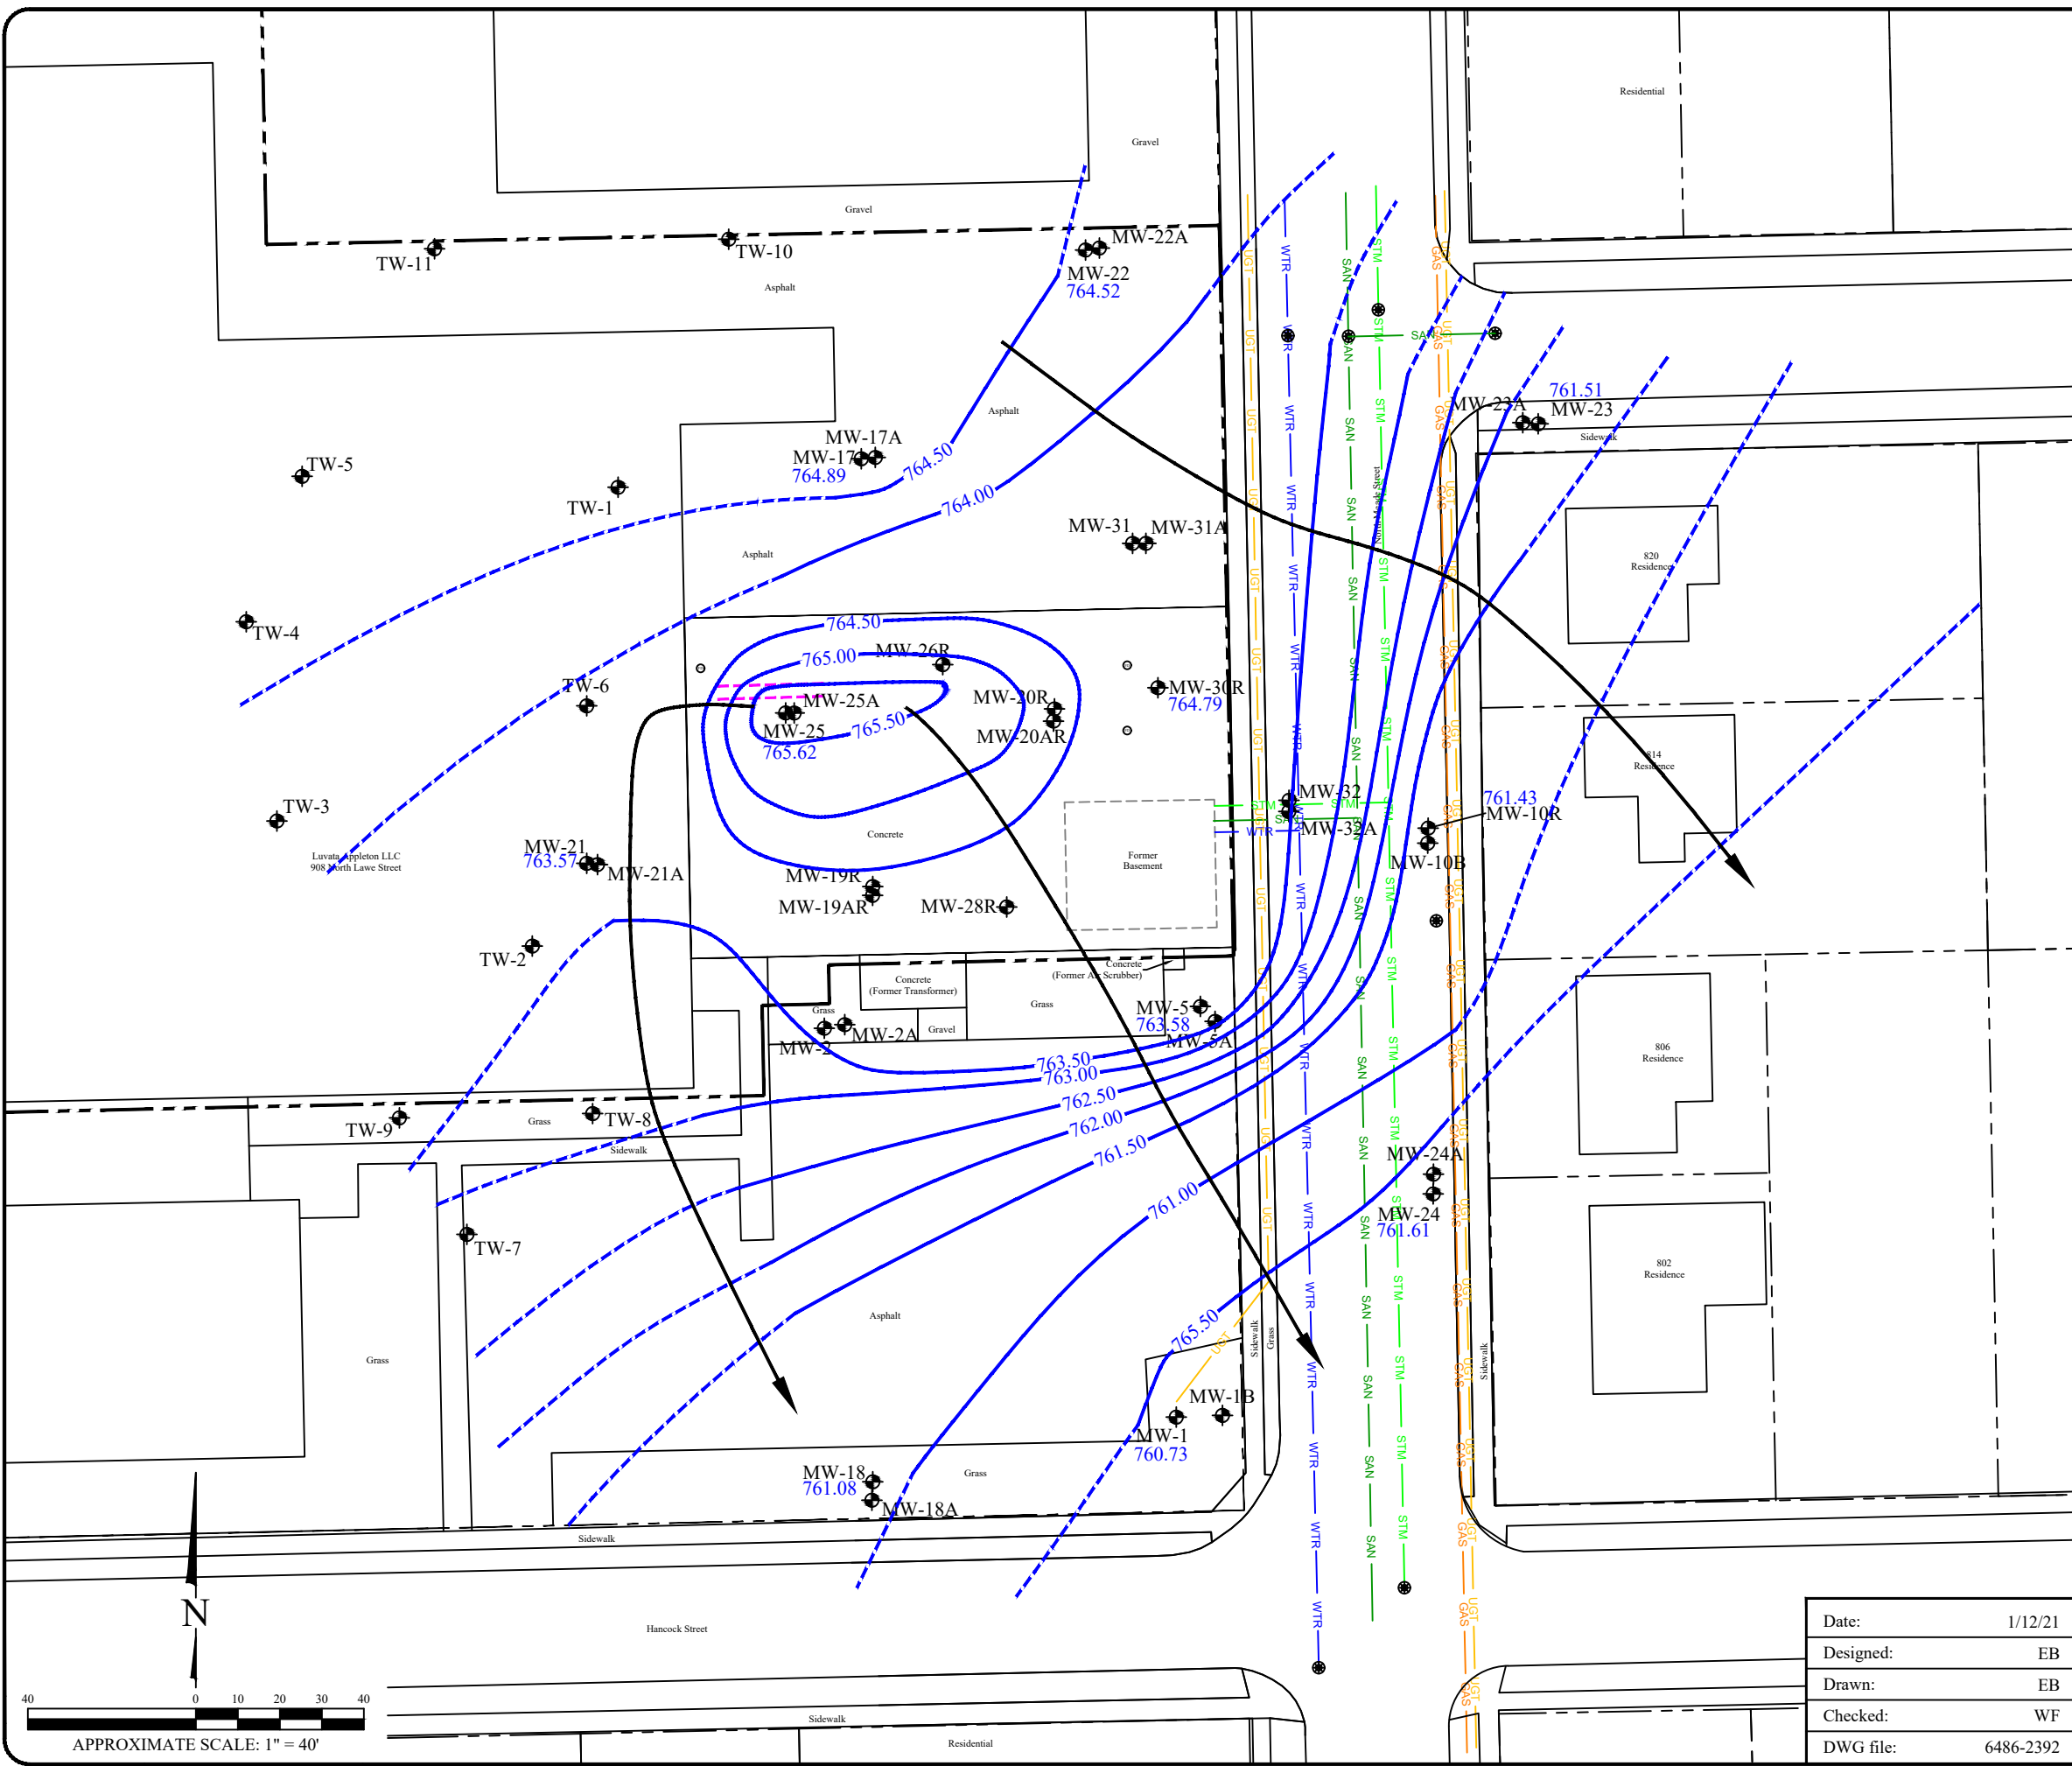 Residential
Gravel
Gravel
TW-11
TW-10
MW-22A
MW-22
764.52
Asphalt
Asphalt
761.51
MW-23A
MW-23
Sidewalk
MW-17A
MW-17
764.89
764.50
764.00
TW-5
TW-1
MW-31
MW-31A
Asphalt
820
Residence
TW-4
764.50
765.00
MW-26R
TW-6
MW-25A
MW-25
765.62
765.50
MW-20R
MW-20AR
MW-30R
764.79
814
Residence
TW-3
MW-32
MW-32A
761.43
MW-10R
MW-10B
Luvata Appleton LLC
908 North Lawe Street
MW-21
763.57
MW-21A
Concrete
Former
Basement
MW-19R
MW-19AR
MW-28R
TW-2
Concrete
(Former Transformer)
Concrete
(Former Air Scrubber)
Grass
Grass
Gravel
MW-2
MW-2A
MW-5
763.58
MW-5A
806
Residence
763.50
763.00
762.50
762.00
761.50
761.00
765.50
TW-9
Grass
TW-8
Sidewalk
MW-24A
MW-24
761.61
TW-7
802
Residence
Asphalt
Grass
Sidewalk
Grass
Sidewalk
MW-1B
MW-1
760.73
MW-18
761.08
MW-18A
Grass
Sidewalk
N
Hancock Street
Sidewalk
Residential
40 0 10 20 30 40
APPROXIMATE SCALE: 1" = 40'
UGT
WTR
SAN
STM
GAS
Date: 1/12/21
Designed: EB
Drawn: EB
Checked: WF
DWG file: 6486-2392